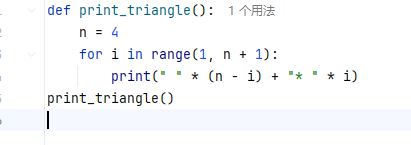 def print_triangle(): 1个用法
    n = 4
    for i in range(1, n + 1):
        print(" " * (n - i) + "* " * i)
print_triangle()